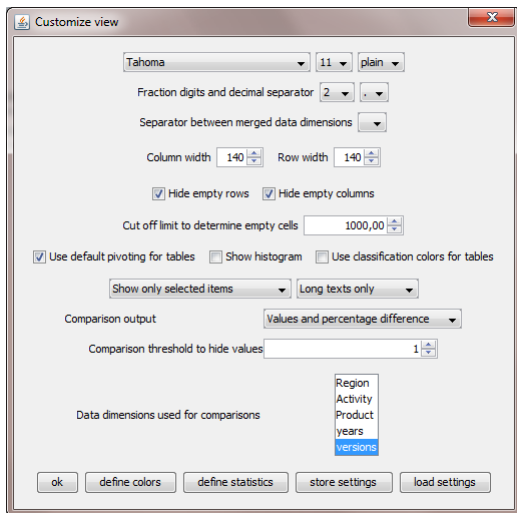 Customize view
Tahoma 11 plain
Fraction digits and decimal separator 2 .
Separator between merged data dimensions
Column width 140 Row width 140
Hide empty rows Hide empty columns
Cut off limit to determine empty cells 1000,00
Use default pivoting for tables Show histogram Use classification colors for tables
Show only selected items Long texts only
Comparison output Values and percentage difference
Comparison threshold to hide values 1
Region
Activity
Data dimensions used for comparisons Product
years
versions
ok define colors define statistics store settings load settings